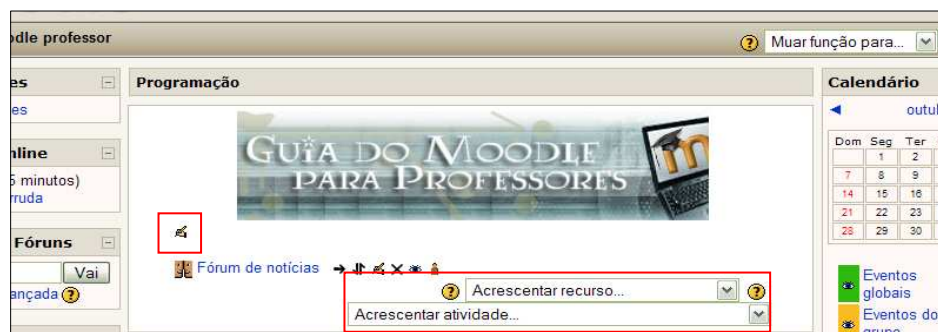 odle professor
Muar função para...
es
es
nline
5 minutos)
rruda
Fóruns
Vai
ançada
Programação
GUIA DO MOODLE
PARA PROFESSORES
Fórum de notícias
Acrescentar recurso...
Acrescentar atividade...
Calendário
outu
Dom Seg Ter
1 2
7 8 9
14 15 16
21 22 23
28 29 30
Eventos
globais
Eventos do
grupo